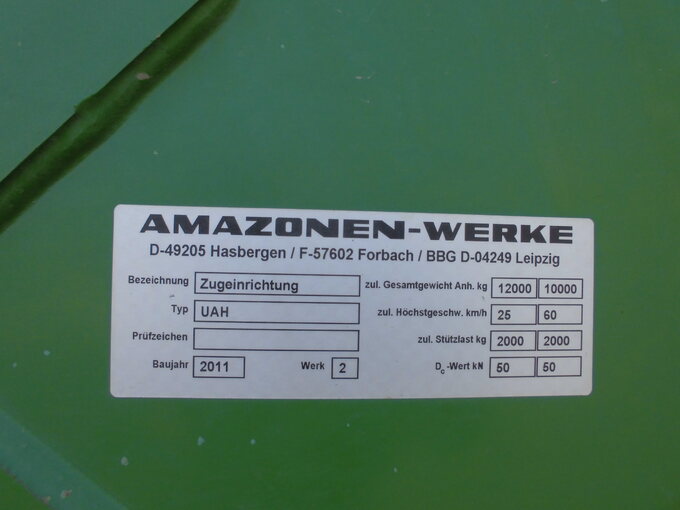 AMAZONEN-WERKE
D-49205 Hasbergen / F-57602 Forbach / BBG D-04249 Leipzig
Bezeichnung Zugeinrichtung zul. Gesamtgewicht Anh. kg 12000 10000
Typ UAH zul. Höchstgeschw. km/h 25 60
Prüfzeichen zul. Stützlast kg 2000 2000
Baujahr 2011 Werk 2 Dc-Wert kN 50 50